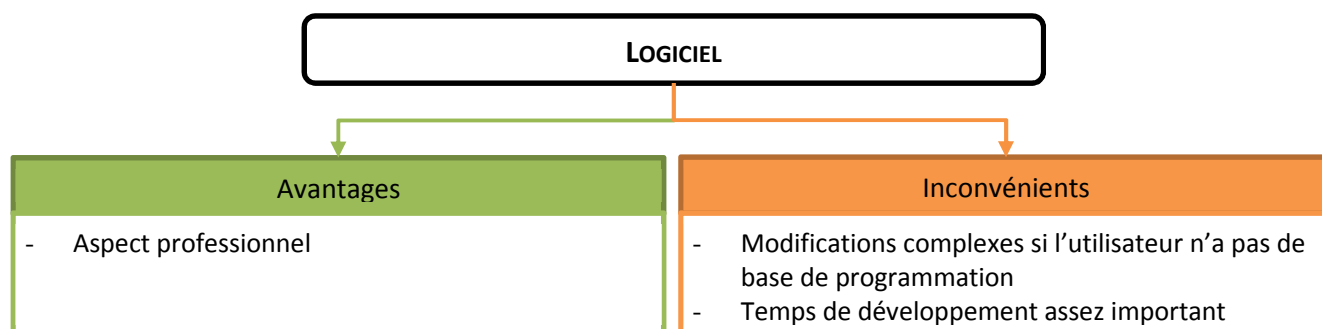 LOGICIEL
Avantages
- Aspect professionnel
Inconvénients
- Modifications complexes si l’utilisateur n’a pas de
base de programmation
- Temps de développement assez important